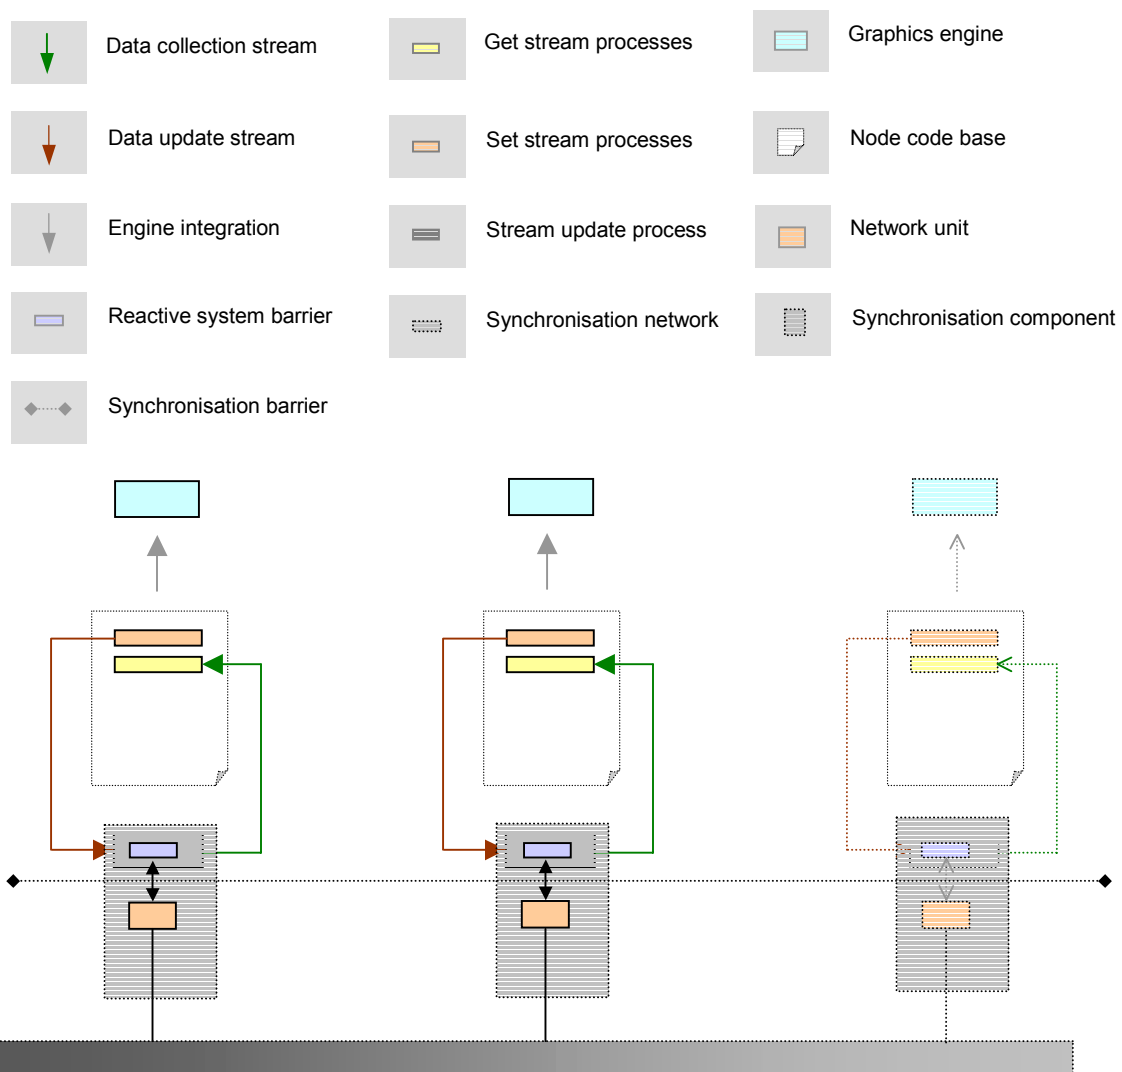 Data collection stream
Get stream processes
Graphics engine
Data update stream
Set stream processes
Node code base
Engine integration
Stream update process
Network unit
Reactive system barrier
Synchronisation network
Synchronisation component
Synchronisation barrier